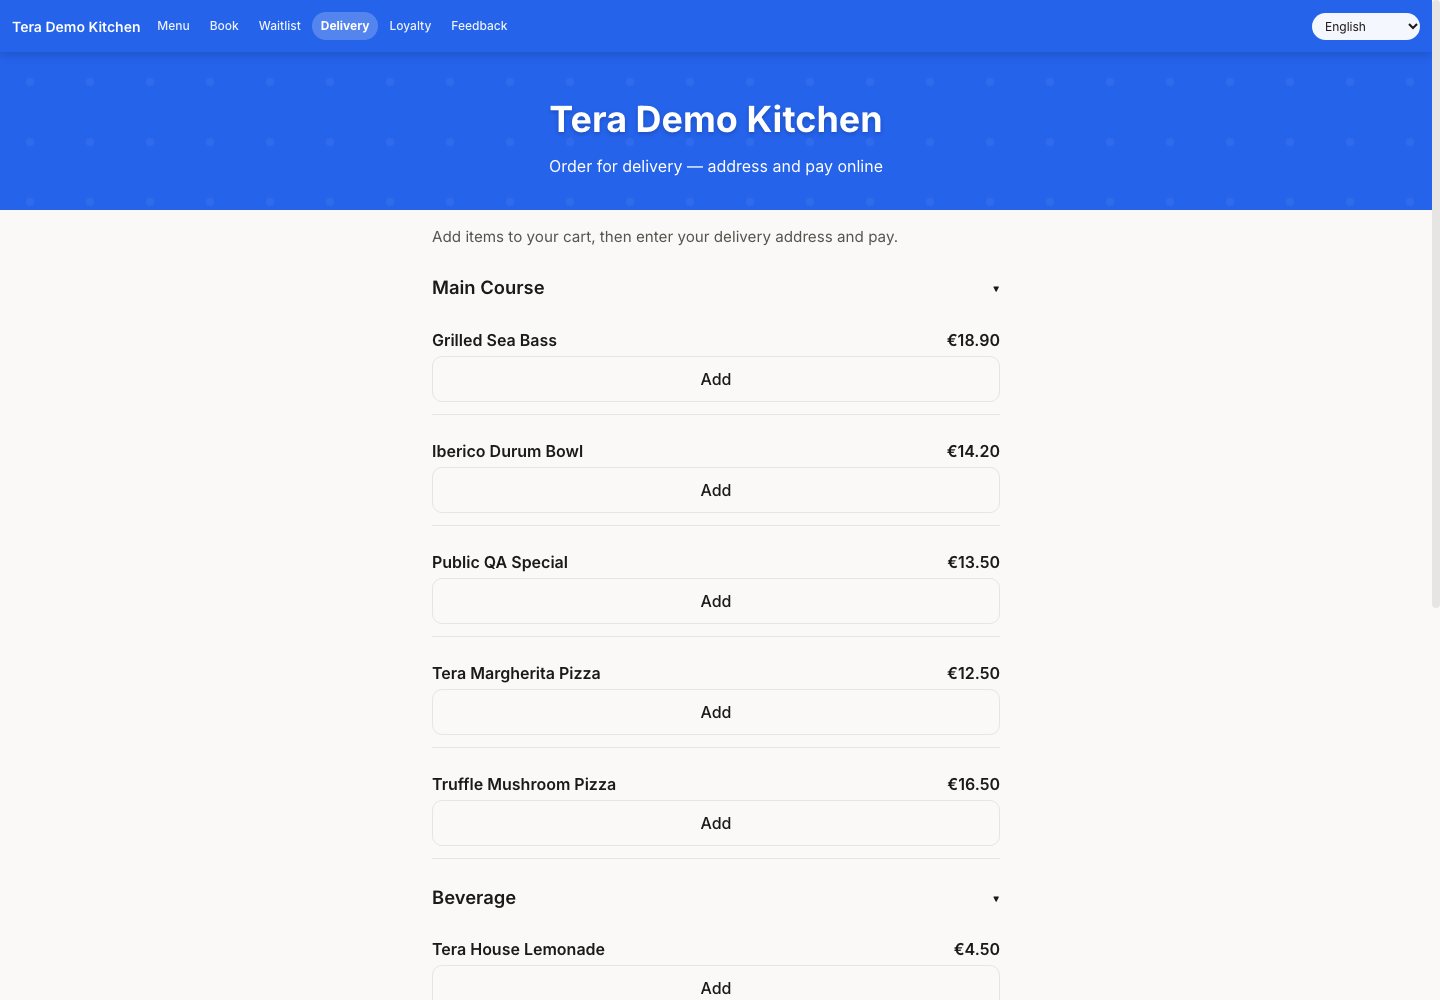 Tera Demo Kitchen Menu Book Waitlist Delivery Loyalty Feedback English
Tera Demo Kitchen
Order for delivery — address and pay online
Add items to your cart, then enter your delivery address and pay.
Main Course ▾
Grilled Sea Bass €18.90
Add
Iberico Durum Bowl €14.20
Add
Public QA Special €13.50
Add
Tera Margherita Pizza €12.50
Add
Truffle Mushroom Pizza €16.50
Add
Beverage ▾
Tera House Lemonade €4.50
Add